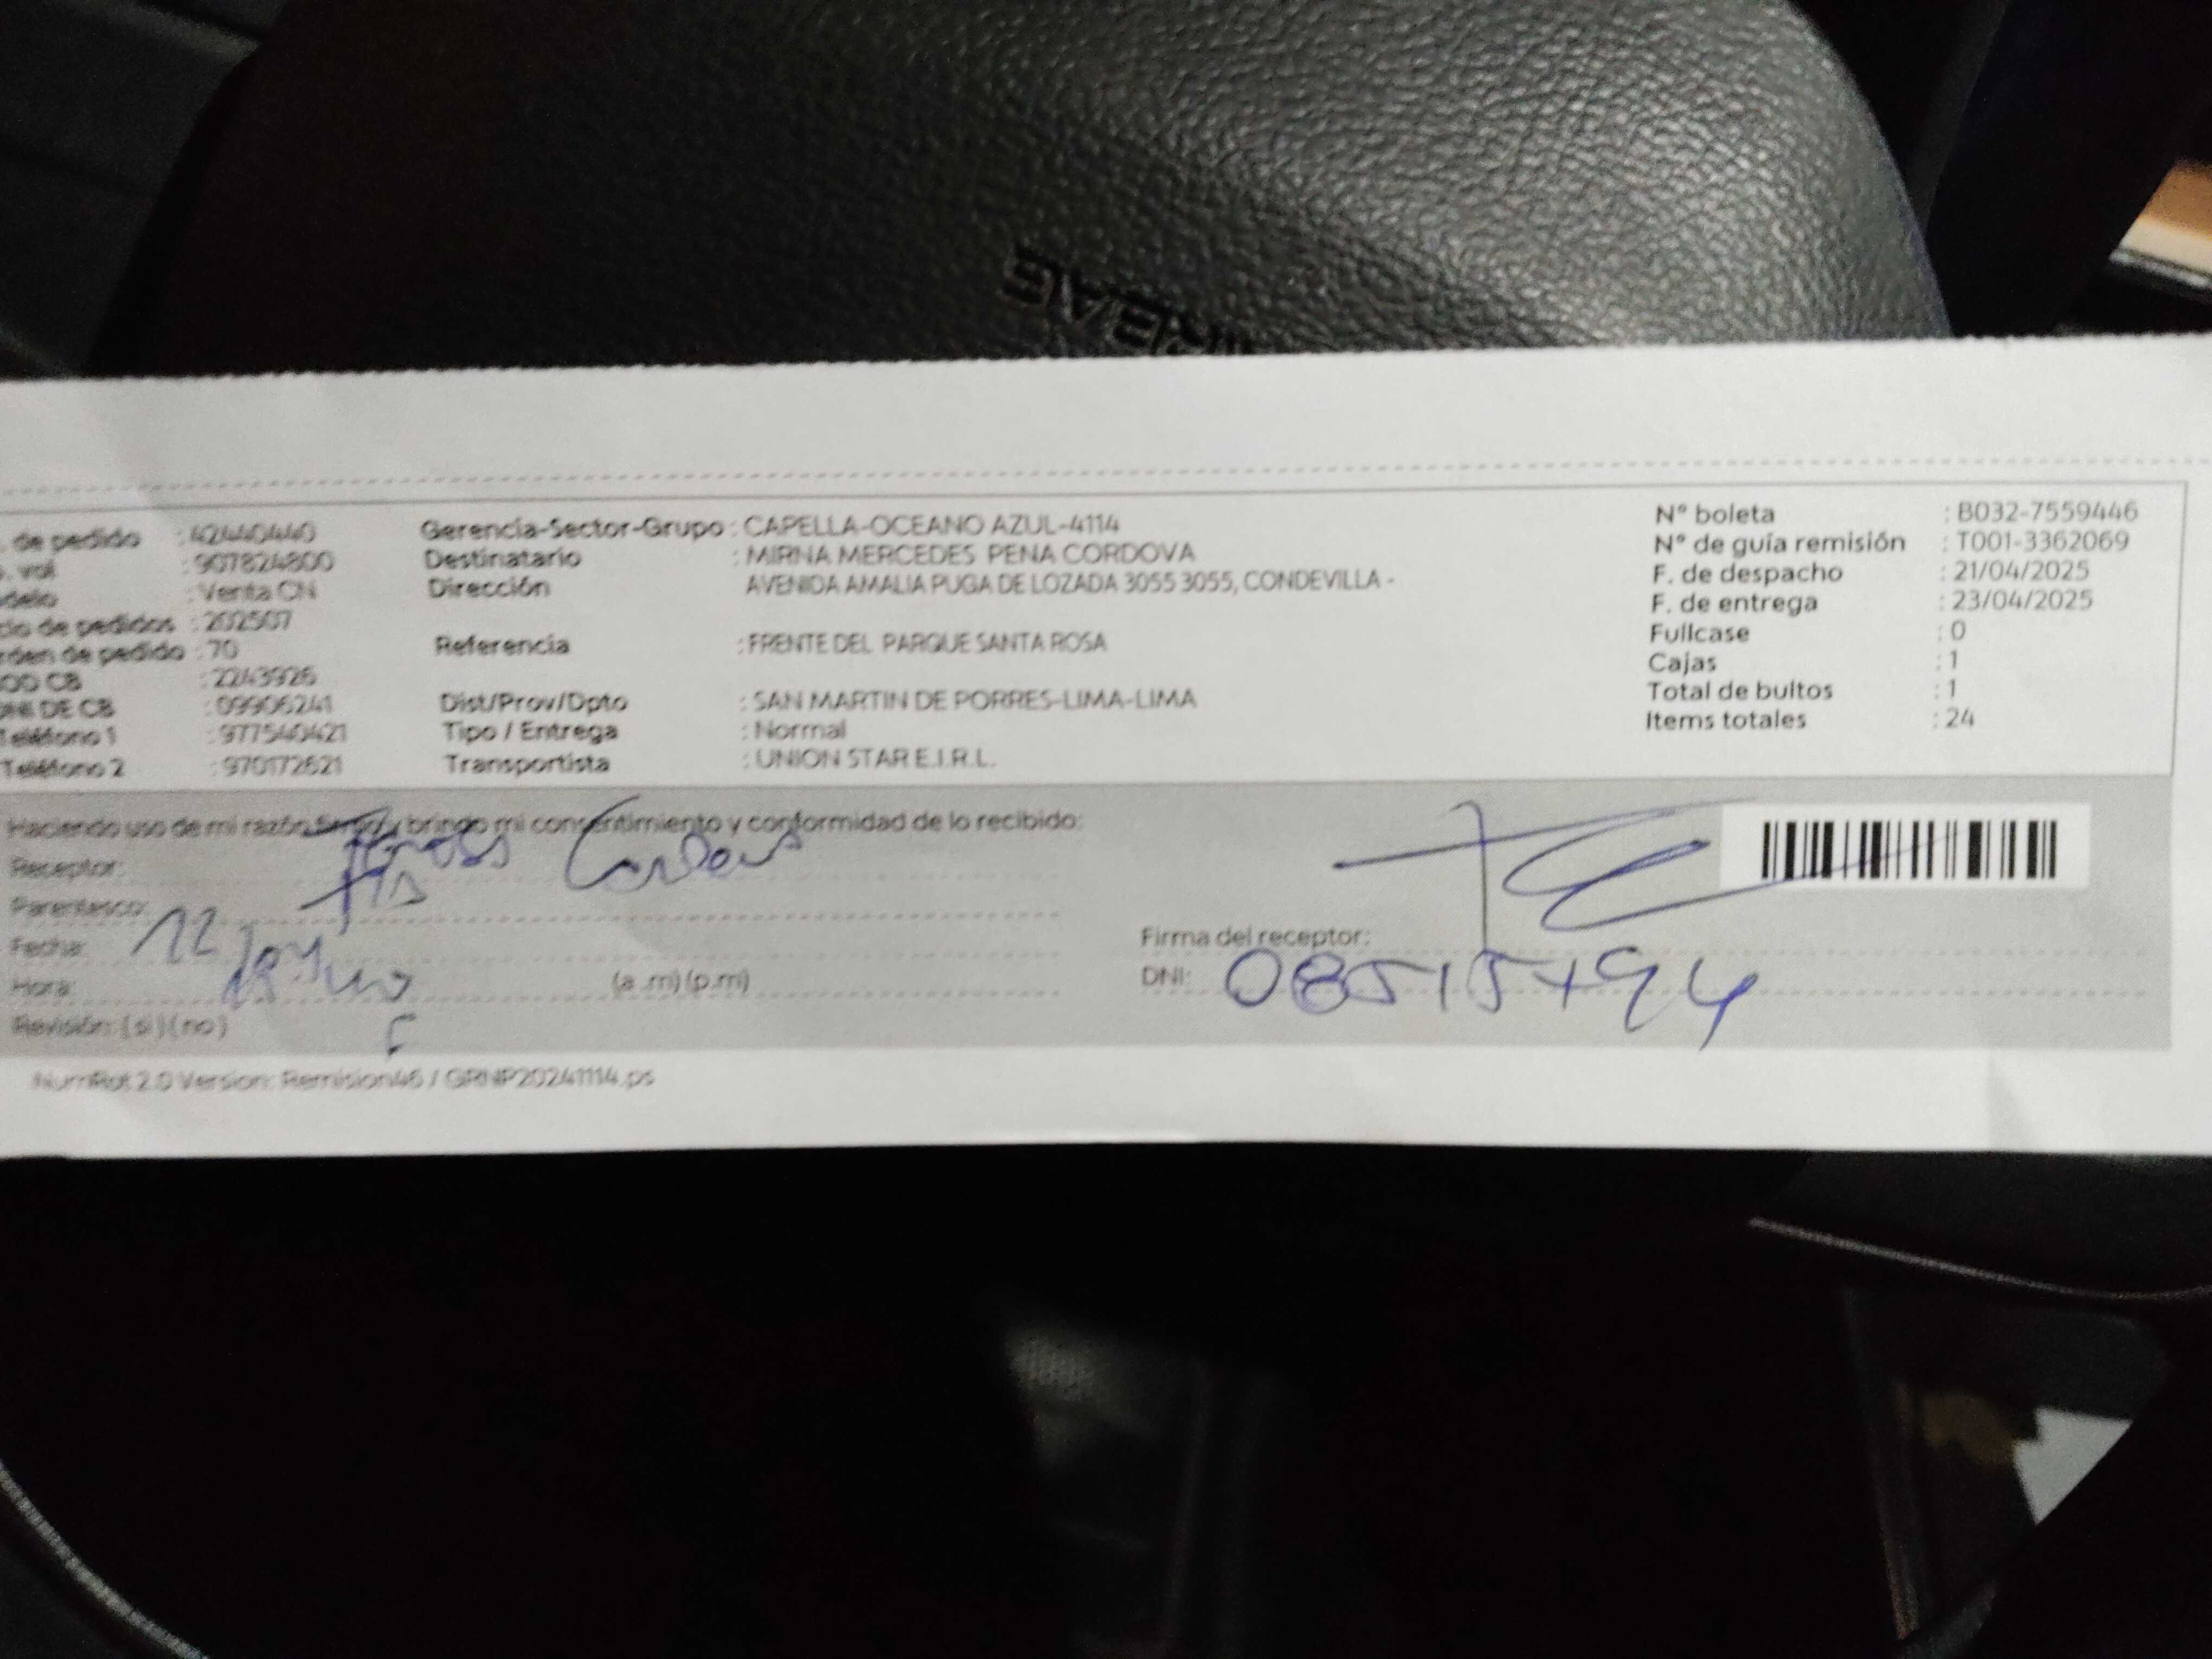 AIRBAG
. de pedido : 42440440
. vol : 907824800
: Venta CN
de pedidos : 202507
rden de pedido : 70
CB : 2243926
DE CB : 09906241
Teléfono 1 : 977540421
Teléfono 2 : 970172621
Gerencia-Sector-Grupo : CAPELLA-OCEANO AZUL-4114
Destinatario : MIRNA MERCEDES PENA CORDOVA
Dirección AVENIDA AMALIA PUGA DE LOZADA 3055 3055, CONDEVILLA -
Referencia : FRENTE DEL PARQUE SANTA ROSA
Dist/Prov/Dpto : SAN MARTIN DE PORRES-LIMA-LIMA
Tipo / Entrega : Normal
Transportista : UNION STAR E.I.R.L.
N° boleta : B032-7559446
N° de guía remisión : T001-3362069
F. de despacho : 21/04/2025
F. de entrega : 23/04/2025
Fullcase : 0
Cajas : 1
Total de bultos : 1
Items totales : 24
Haciendo uso de mi razón y bringo mi consentimiento y conformidad de lo recibido:
Receptor:
Parentesco:
Fecha:
Hora: (a .m) (p.m)
Revisión: ( si ) ( no )
Firma del receptor:
DNI:
NumRot 2.0 Version: Remision46 / GRNP20241114.ps